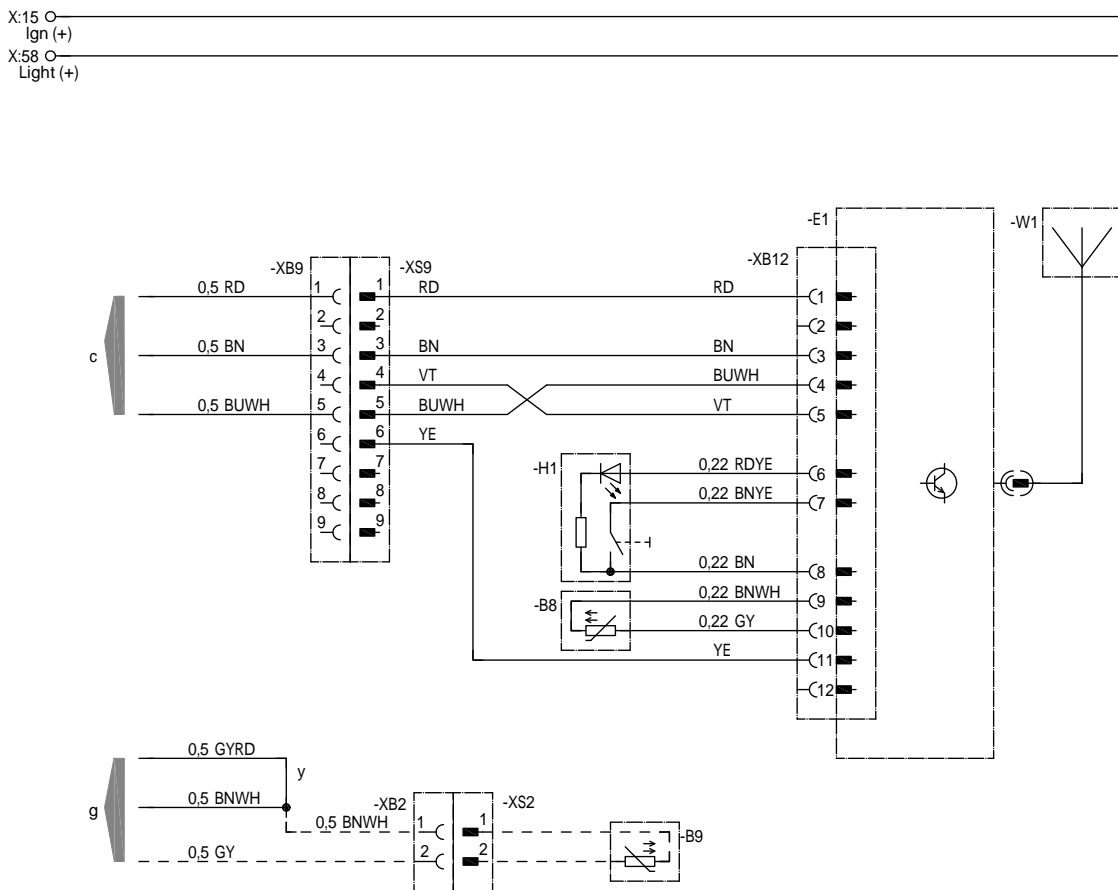 X:15
Ign (+)
X:58
Light (+)
-E1
-W1
-XB12
-XB9
-XS9
0,5 RD 1 1 RD RD 1
2 2 2
c
0,5 BN 3 3 BN BN 3
4 4 VT BUWH 4
0,5 BUWH 5 5 BUWH VT 5
6 6 YE
7 7
8 8
9 9
-H1
0,22 RDYE 6
0,22 BNYE 7
0,22 BN 8
-B8
0,22 BNWH 9
0,22 GY 10
YE 11
12
0,5 GYRD
y
g
0,5 BNWH
-XB2
-XS2
0,5 BNWH 1 1
-B9
0,5 GY 2 2